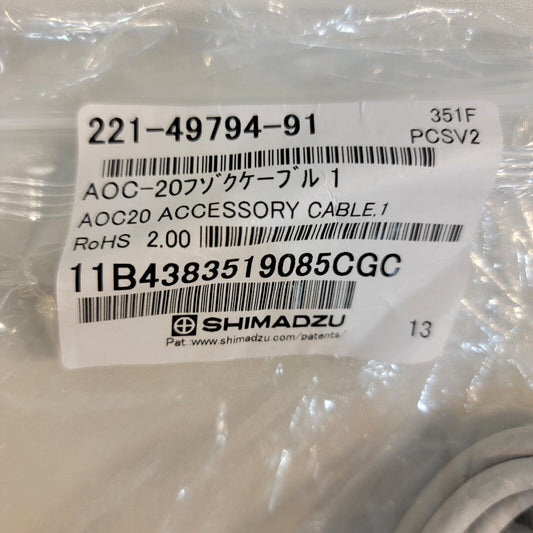 221-49794-91
351F
PCSV2
AOC-20フゾクケーブル 1
AOC20 ACCESSORY CABLE,1
RoHS 2.00
11B4383519085CGC
SHIMADZU
Pat.:www.shimadzu.com/patents/
13